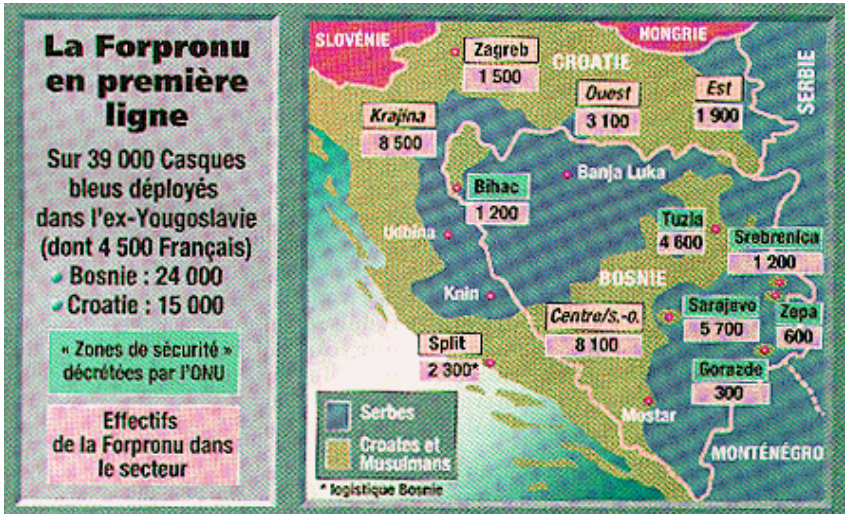 La Forpronu
en première
ligne
Sur 39 000 Casques
bleus déployés
dans l'ex-Yougoslavie
(dont 4 500 Français)
Bosnie : 24 000
Croatie : 15 000
« Zones de sécurité »
décrétées par l'ONU
Effectifs
de la Forpronu dans
le secteur
SLOVÉNIE
HONGRIE
Zagreb
1 500
CROATIE
SERBIE
Ouest
3 100
Est
1 900
Krajina
8 500
Banja Luka
Bihac
1 200
Udbina
Tuzla
4 600
Srebrenica
1 200
BOSNIE
Knin
Centre/s.-o.
8 100
Sarajevo
5 700
Zepa
600
Split
2 300*
Gorazde
300
Mostar
MONTÉNÉGRO
Serbes
Croates et
Musulmans
* logistique Bosnie